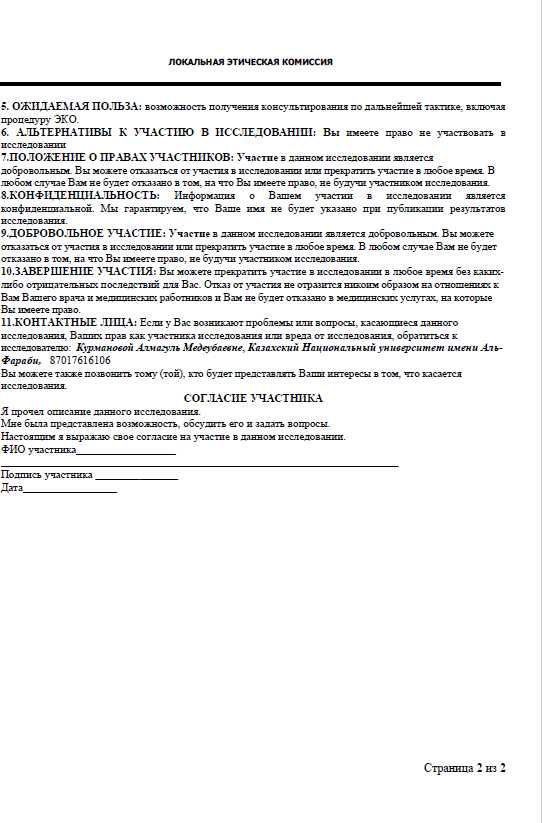 ЛОКАЛЬНАЯ ЭТИЧЕСКАЯ КОМИССИЯ
5. ОЖИДАЕМАЯ ПОЛЬЗА: возможность получения консультирования по дальнейшей тактике, включая
процедуру ЭКО.
6. АЛЬТЕРНАТИВЫ К УЧАСТИЮ В ИССЛЕДОВАНИИ: Вы имеете право не участвовать в
исследовании
7.ПОЛОЖЕНИЕ О ПРАВАХ УЧАСТНИКОВ: Участие в данном исследовании является
добровольным. Вы можете отказаться от участия в исследовании или прекратить участие в любое время. В
любом случае Вам не будет отказано в том, на что Вы имеете право, не будучи участником исследования.
8.КОНФИДЕНЦИАЛЬНОСТЬ: Информация о Вашем участии в исследовании является
конфиденциальной. Мы гарантируем, что Ваше имя не будет указано при публикации результатов
исследования.
9.ДОБРОВОЛЬНОЕ УЧАСТИЕ: Участие в данном исследовании является добровольным. Вы можете
отказаться от участия в исследовании или прекратить участие в любое время. В любом случае Вам не будет
отказано в том, на что Вы имеете право, не будучи участником исследования.
10.ЗАВЕРШЕНИЕ УЧАСТИЯ: Вы можете прекратить участие в исследовании в любое время без каких-
либо отрицательных последствий для Вас. Отказ от участия не отразится никоим образом на отношениях к
Вам Вашего врача и медицинских работников и Вам не будет отказано в медицинских услугах, на которые
Вы имеете право.
11.КОНТАКТНЫЕ ЛИЦА: Если у Вас возникают проблемы или вопросы, касающиеся данного
исследования, Ваших прав как участника исследования или вреда от исследования, обратиться к
исследователю: Курмановой Алмагуль Медеубаевне, Казахский Национальный университет имени Аль-
Фараби, 87017616106
Вы можете также позвонить тому (той), кто будет представлять Ваши интересы в том, что касается
исследования.
СОГЛАСИЕ УЧАСТНИКА
Я прочел описание данного исследования.
Мне была представлена возможность, обсудить его и задать вопросы.
Настоящим я выражаю свое согласие на участие в данном исследовании.
ФИО участника___________________
Подпись участника ________________
Дата__________________
Страница 2 из 2